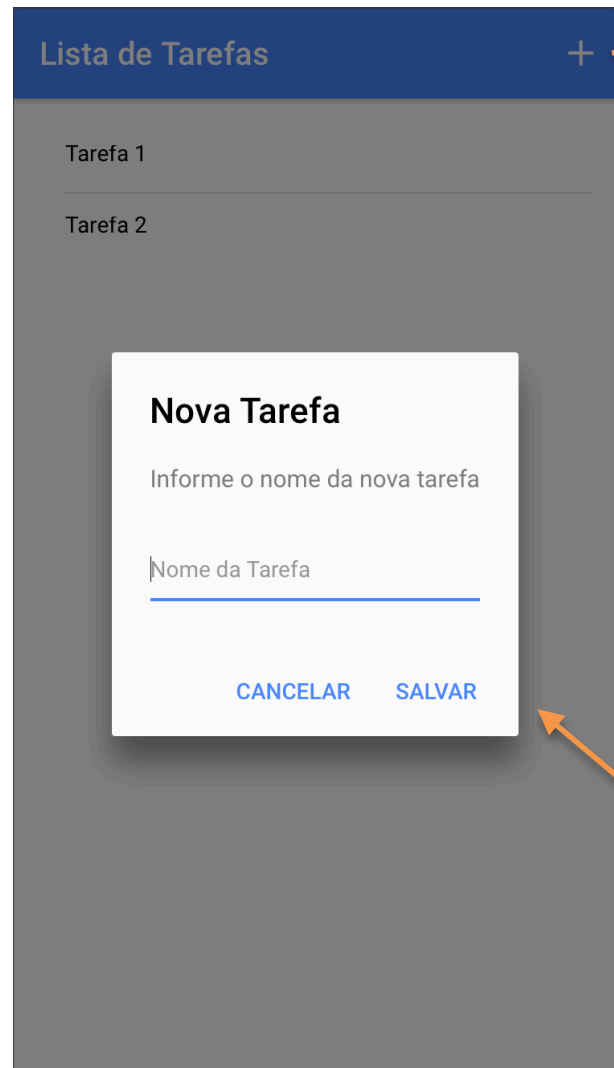 Lista de Tarefas
Tarefa 1
Tarefa 2
Nova Tarefa
Informe o nome da nova tarefa
Nome da Tarefa
CANCELAR SALVAR